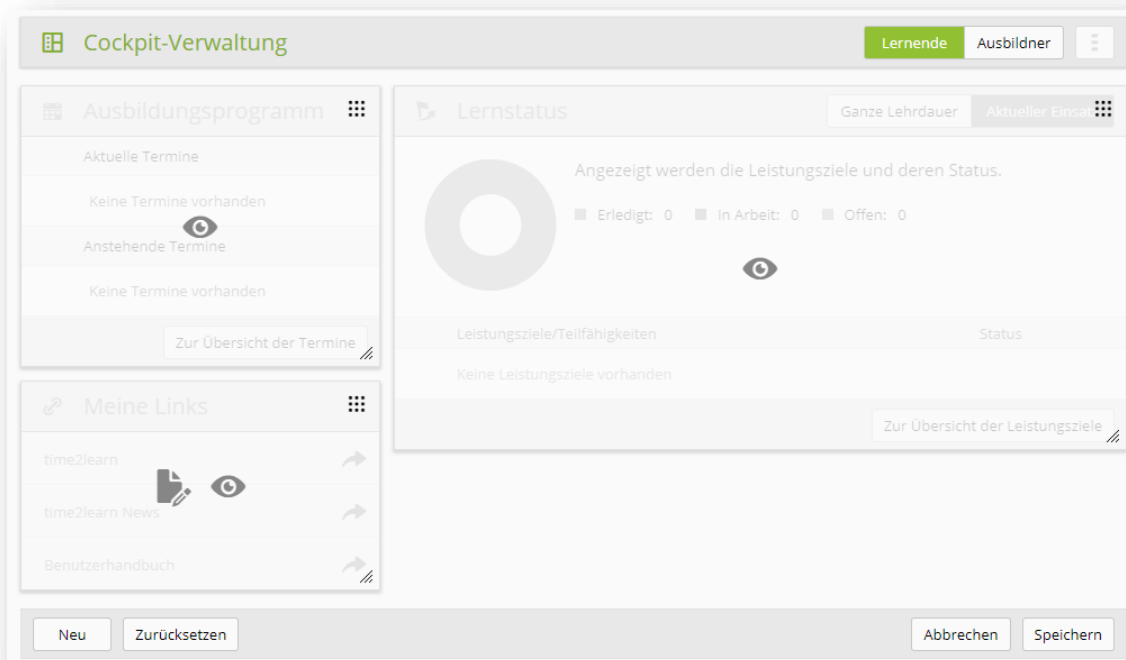 Cockpit-Verwaltung
Lernende
Ausbildner
Ausbildungsprogramm
Aktuelle Termine
Keine Termine vorhanden
Anstehende Termine
Keine Termine vorhanden
Zur Übersicht der Termine
Lernstatus
Ganze Lehrdauer
Aktueller Einsat
Angezeigt werden die Leistungsziele und deren Status.
Erledigt: 0 In Arbeit: 0 Offen: 0
Leistungsziele/Teilfähigkeiten Status
Keine Leistungsziele vorhanden
Zur Übersicht der Leistungsziele
Meine Links
time2learn
time2learn News
Benutzerhandbuch
Neu
Zurücksetzen
Abbrechen
Speichern